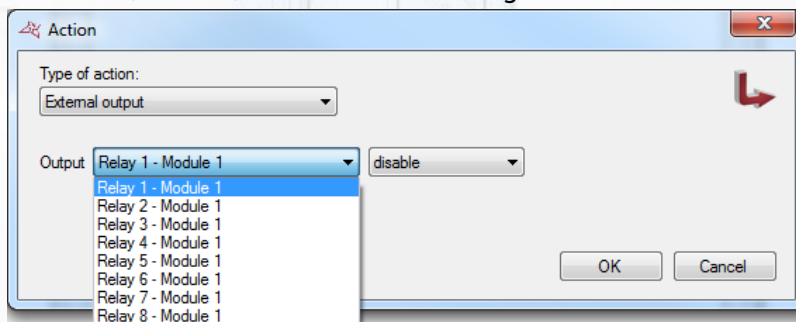 Action
Type of action:
External output
Output Relay 1 - Module 1 disable
Relay 1 - Module 1
Relay 2 - Module 1
Relay 3 - Module 1
Relay 4 - Module 1
Relay 5 - Module 1
Relay 6 - Module 1
Relay 7 - Module 1
Relay 8 - Module 1
OK Cancel